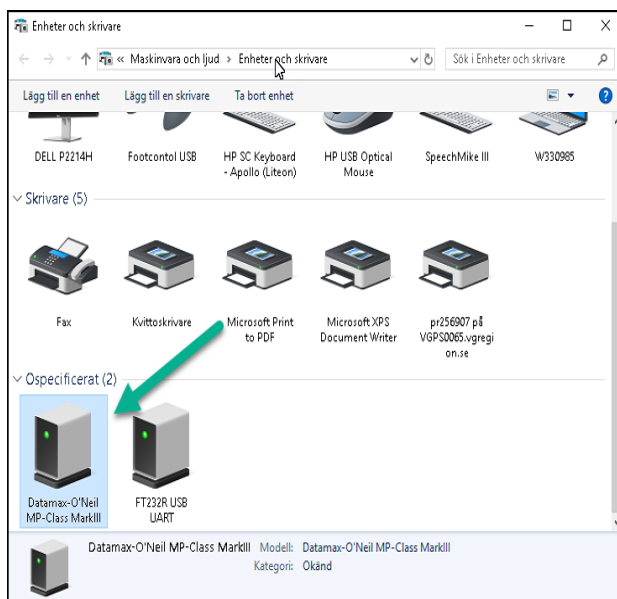 Enheter och skrivare
« Maskinvara och ljud › Enheter och skrivare
Sök i Enheter och skrivare
Lägg till en enhet Lägg till en skrivare Ta bort enhet
DELL P2214H
Footcontol USB
HP SC Keyboard
- Apollo (Liteon)
HP USB Optical
Mouse
SpeechMike III
W330985
Skrivare (5)
Fax
Kvittoskrivare
Microsoft Print
to PDF
Microsoft XPS
Document Writer
pr256907 på
VGPS0065.vgregi
on.se
Ospecificerat (2)
Datamax-O'Neil
MP-Class MarkIII
FT232R USB
UART
Datamax-O'Neil MP-Class MarkIII Modell: Datamax-O'Neil MP-Class MarkIII
Kategori: Okänd